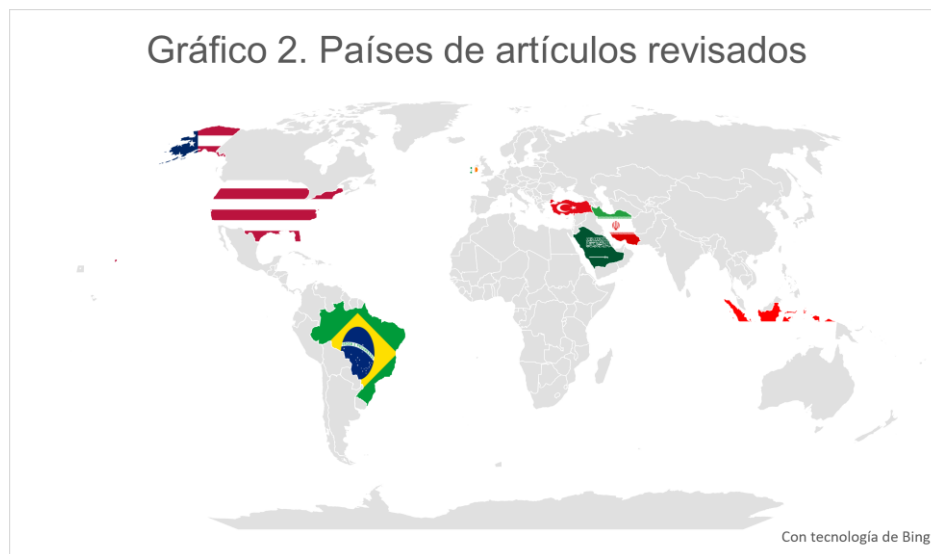 Gráfico 2. Países de artículos revisados
Con tecnología de Bing